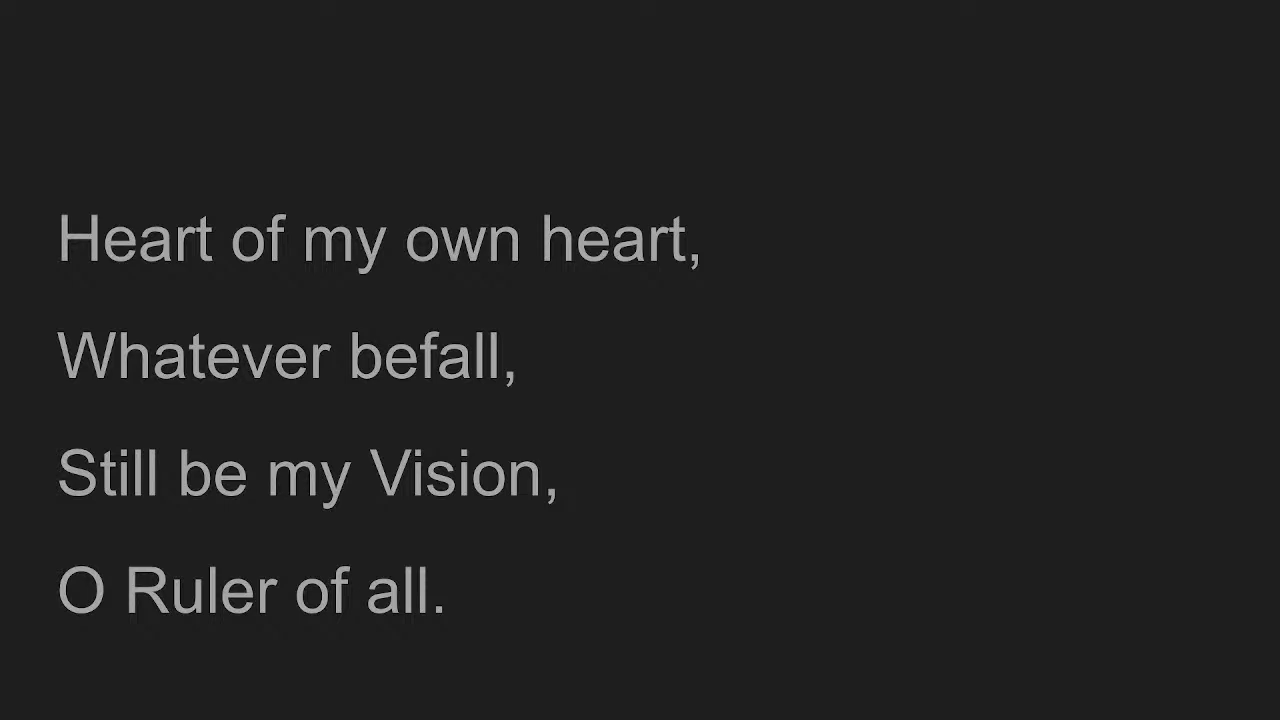 Heart of my own heart,
Whatever befall,
Still be my Vision,
O Ruler of all.